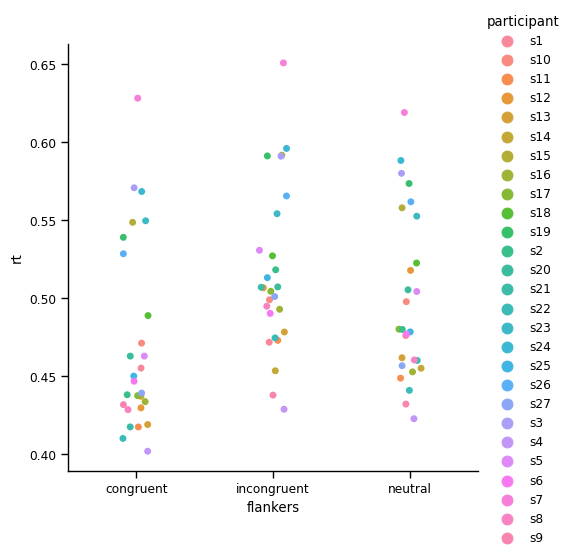 participant
s1
s10
s11
s12
s13
s14
s15
s16
s17
s18
s19
s2
s20
s21
s22
s23
s24
s25
s26
s27
s3
s4
s5
s6
s7
s8
s9
0.65
0.60
0.55
0.50
0.45
0.40
rt
congruent incongruent neutral
flankers